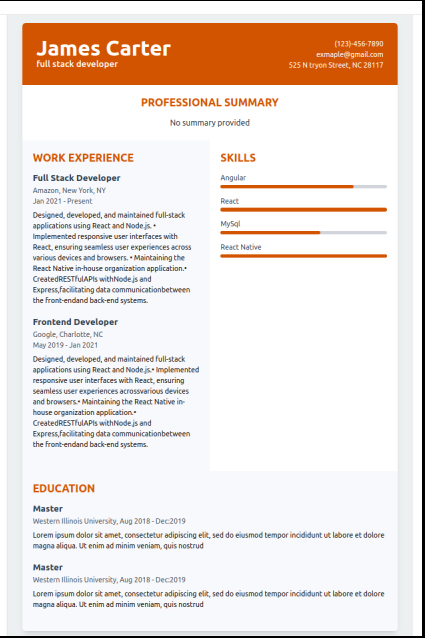 James Carter
full stack developer
(123)-456-7890
exmaple@gmail.com
525 N tryon Street, NC 28117
PROFESSIONAL SUMMARY
No summary provided
WORK EXPERIENCE
Full Stack Developer
Amazon, New York, NY
Jan 2021 - Present
Designed, developed, and maintained full-stack
applications using React and Node.js. •
Implemented responsive user interfaces with
React, ensuring seamless user experiences across
various devices and browsers. • Maintaining the
React Native in-house organization application.•
CreatedRESTfulAPIs withNode.js and
Express,facilitating data communicationbetween
the front-endand back-end systems.
Frontend Developer
Google, Charlotte, NC
May 2019 - Jan 2021
Designed, developed, and maintained full-stack
applications using React and Node.js.• Implemented
responsive user interfaces with React, ensuring
seamless user experiences acrossvarious devices
and browsers.• Maintaining the React Native in-
house organization application.•
CreatedRESTfulAPIs withNode.js and
Express,facilitating data communicationbetween
the front-endand back-end systems.
SKILLS
Angular
React
MySql
React Native
EDUCATION
Master
Western Illinois University, Aug 2018 - Dec2019
Lorem ipsum dolor sit amet, consectetur adipiscing elit, sed do eiusmod tempor incididunt ut labore et dolore
magna aliqua. Ut enim ad minim veniam, quis nostrud
Master
Western Illinois University, Aug 2018 - Dec2019
Lorem ipsum dolor sit amet, consectetur adipiscing elit, sed do eiusmod tempor incididunt ut labore et dolore
magna aliqua. Ut enim ad minim veniam, quis nostrud